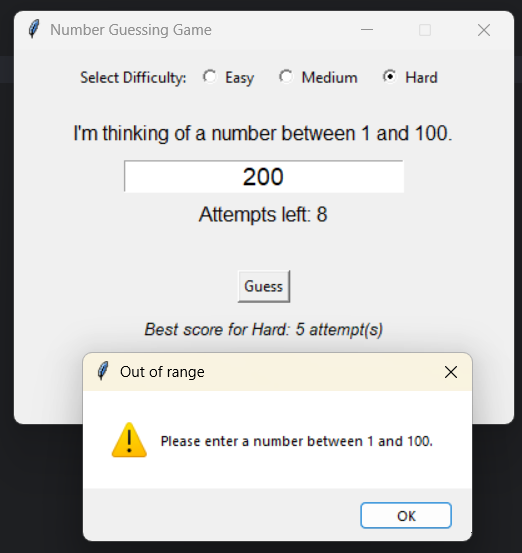 Number Guessing Game
Select Difficulty: Easy Medium Hard
I'm thinking of a number between 1 and 100.
200
Attempts left: 8
Guess
Best score for Hard: 5 attempt(s)
Out of range
Please enter a number between 1 and 100.
OK